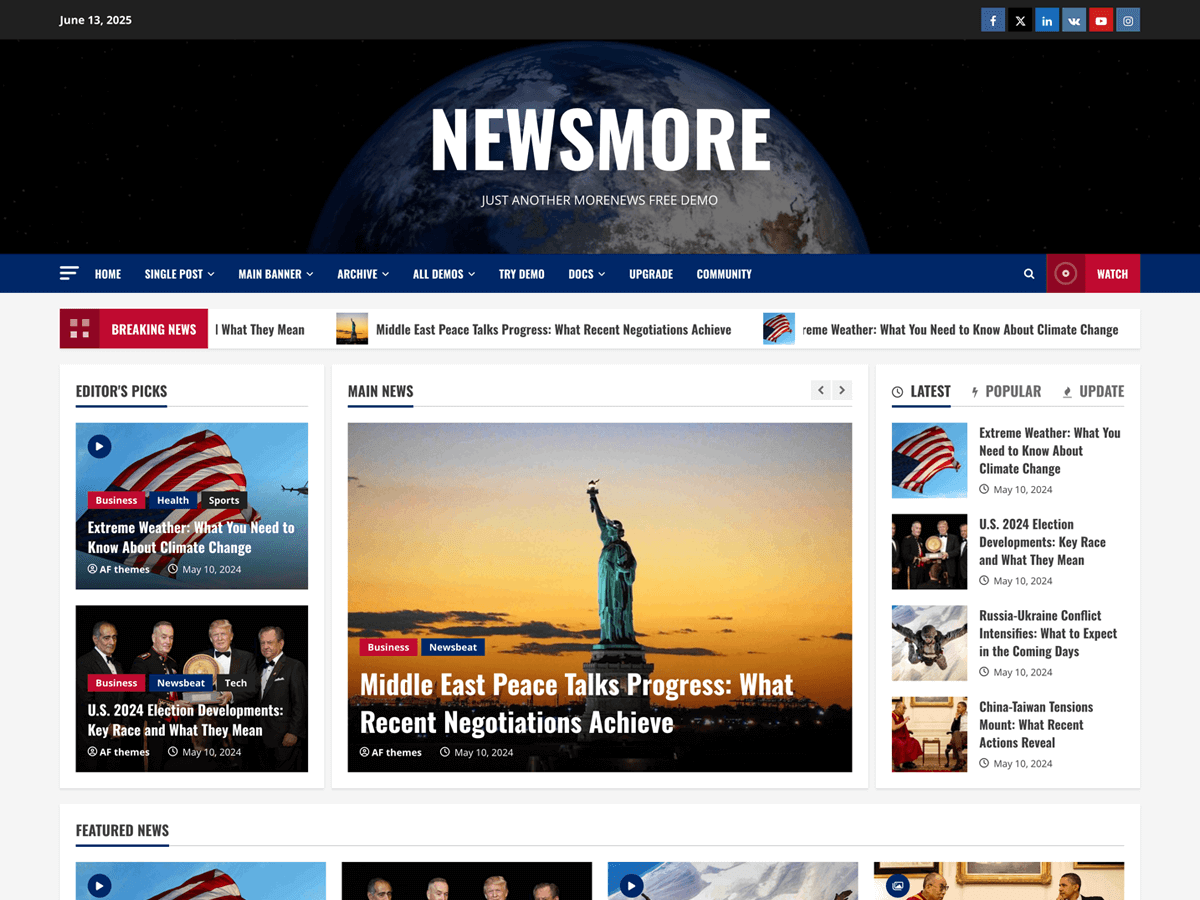 June 13, 2025
NEWSMORE
JUST ANOTHER MORENEWS FREE DEMO
HOME SINGLE POST MAIN BANNER ARCHIVE ALL DEMOS TRY DEMO DOCS UPGRADE COMMUNITY WATCH
BREAKING NEWS l What They Mean Middle East Peace Talks Progress: What Recent Negotiations Achieve reme Weather: What You Need to Know About Climate Change
EDITOR'S PICKS
Business Health Sports
Extreme Weather: What You Need to
Know About Climate Change
AF themes May 10, 2024
Business Newsbeat Tech
U.S. 2024 Election Developments:
Key Race and What They Mean
AF themes May 10, 2024
MAIN NEWS
Business Newsbeat
Middle East Peace Talks Progress: What
Recent Negotiations Achieve
AF themes May 10, 2024
LATEST POPULAR UPDATE
Extreme Weather: What You
Need to Know About
Climate Change
May 10, 2024
U.S. 2024 Election
Developments: Key Race
and What They Mean
May 10, 2024
Russia-Ukraine Conflict
Intensifies: What to Expect
in the Coming Days
May 10, 2024
China-Taiwan Tensions
Mount: What Recent
Actions Reveal
May 10, 2024
FEATURED NEWS